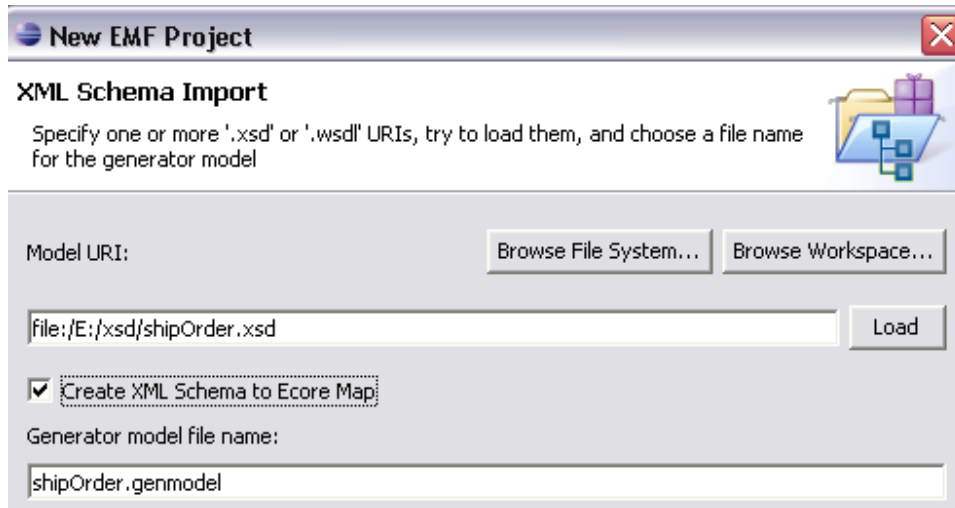 New EMF Project
XML Schema Import
Specify one or more '.xsd' or '.wsdl' URIs, try to load them, and choose a file name
for the generator model
Model URI:
Browse File System...
Browse Workspace...
file:/E:/xsd/shipOrder.xsd
Load
Create XML Schema to Ecore Map
Generator model file name:
shipOrder.genmodel